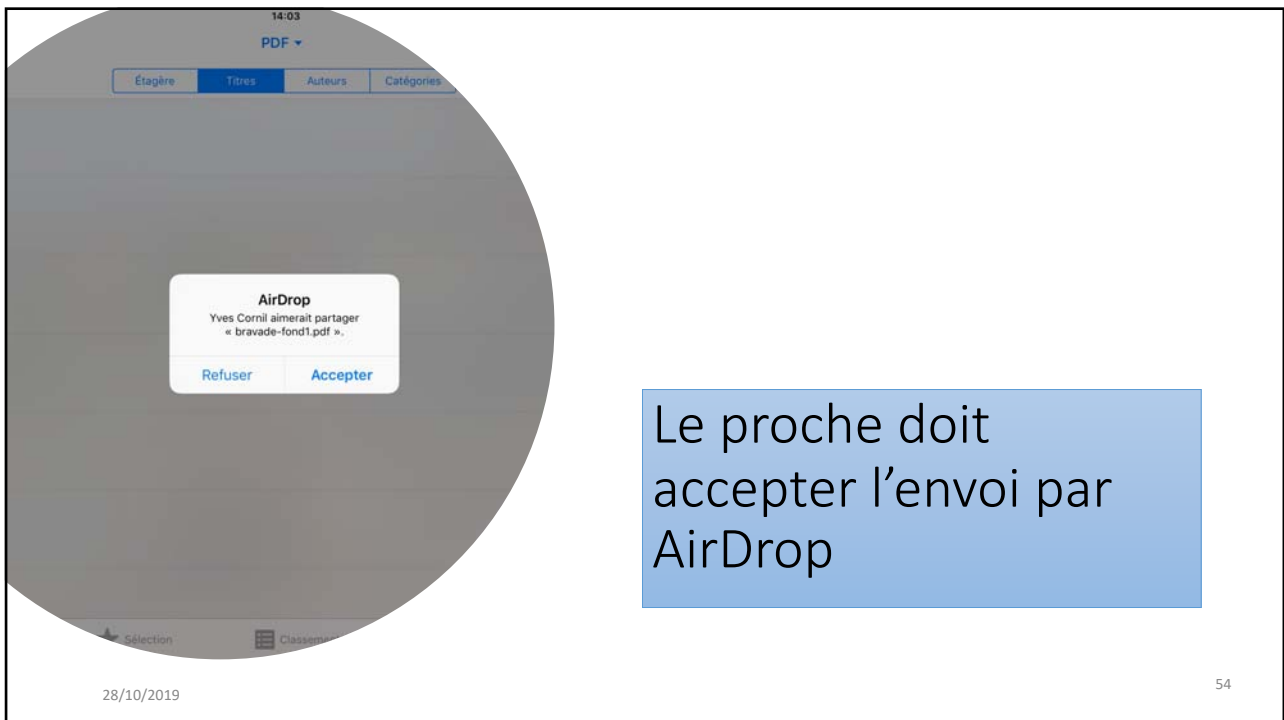 14:03
PDF
Étagère Titres Auteurs Catégories
AirDrop
Yves Cornil aimerait partager
« bravade-fond1.pdf ».
Refuser Accepter
Le proche doit
accepter l’envoi par
AirDrop
Sélection
28/10/2019
54